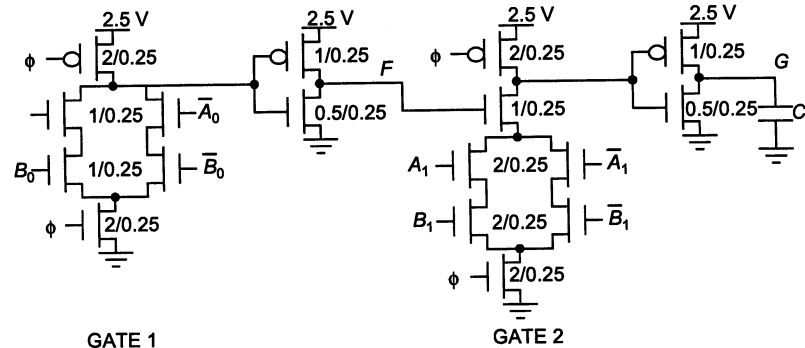 2.5 V
2.5 V
2.5 V
2.5 V
ϕ
2/0.25
1/0.25
F
ϕ
2/0.25
1/0.25
G
1/0.25
A̅₀
0.5/0.25
1/0.25
0.5/0.25
C
B₀
1/0.25
B̅₀
A₁
2/0.25
A̅₁
ϕ
2/0.25
B₁
2/0.25
B̅₁
ϕ
2/0.25
GATE 1
GATE 2